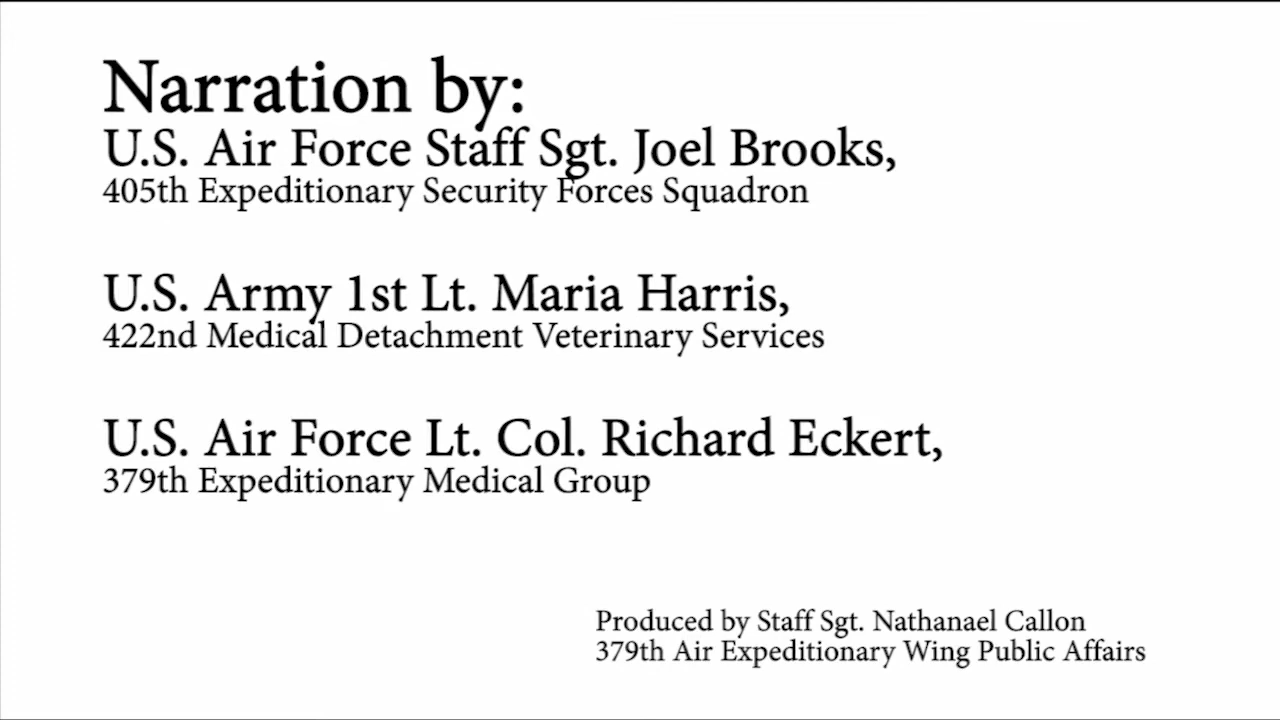 Narration by:
U.S. Air Force Staff Sgt. Joel Brooks,
405th Expeditionary Security Forces Squadron
U.S. Army 1st Lt. Maria Harris,
422nd Medical Detachment Veterinary Services
U.S. Air Force Lt. Col. Richard Eckert,
379th Expeditionary Medical Group
Produced by Staff Sgt. Nathanael Callon
379th Air Expeditionary Wing Public Affairs